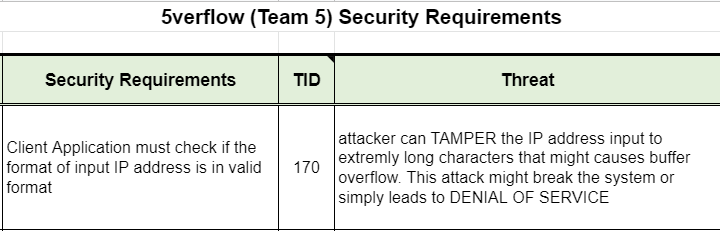 5verflow (Team 5) Security Requirements
Security Requirements TID Threat
Client Application must check if the
format of input IP address is in valid
format
170
attacker can TAMPER the IP address input to
extremly long characters that might causes buffer
overflow. This attack might break the system or
simply leads to DENIAL OF SERVICE